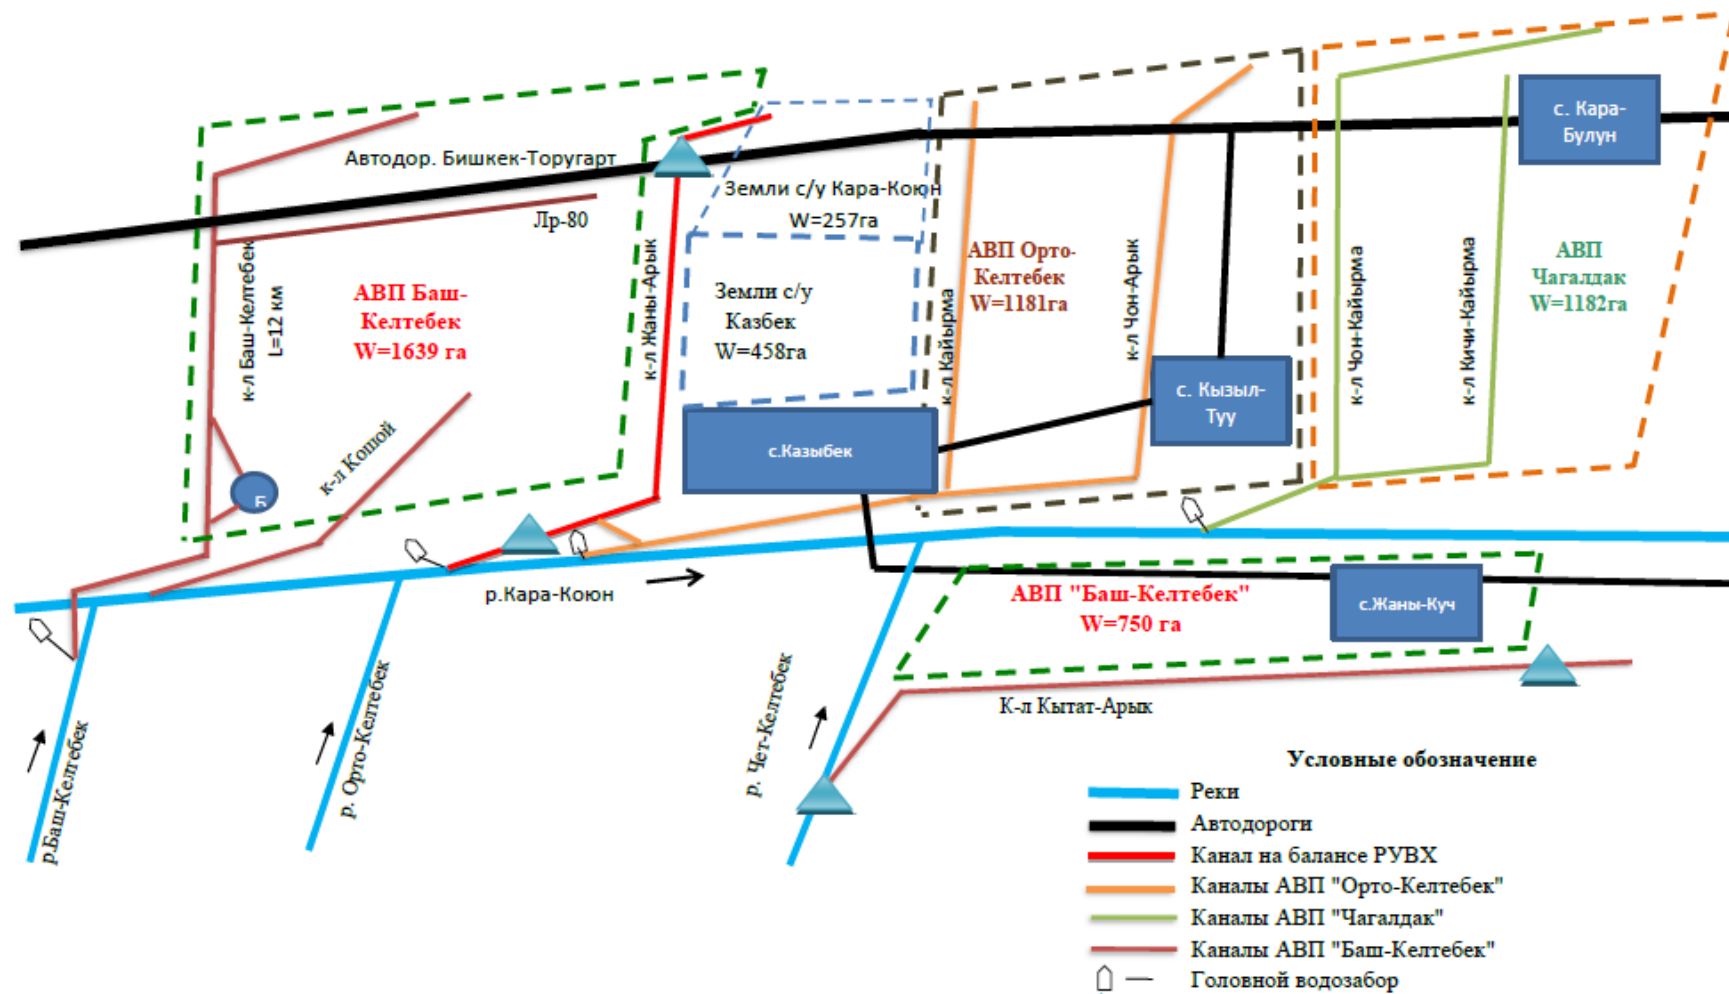 с. Кара-
Булун
Автодор. Бишкек-Торугарт
Земли с/у Кара-Коюн
W=257га
Лр-80
к-л Баш-Келтебек
L=12 км
АВП Баш-
Келтебек
W=1639 га
к-л Жаны-Арык
Земли с/у
Казбек
W=458га
к-л Кайырма
АВП Орто-
Келтебек
W=1181га
к-л Чон-Арык
к-л Чон-Кайырма
к-л Кичи-Кайырма
АВП
Чагалдак
W=1182га
с. Кызыл-
Туу
с.Казыбек
к-л Кошой
Б
р.Кара-Коюн
АВП "Баш-Келтебек"
W=750 га
с.Жаны-Куч
К-л Кытат-Арык
р.Баш-Келтебек
р. Орто-Келтебек
р. Чет-Келтебек
Условные обозначение
Реки
Автодороги
Канал на балансе РУВХ
Каналы АВП "Орто-Келтебек"
Каналы АВП "Чагалдак"
Каналы АВП "Баш-Келтебек"
Головной водозабор